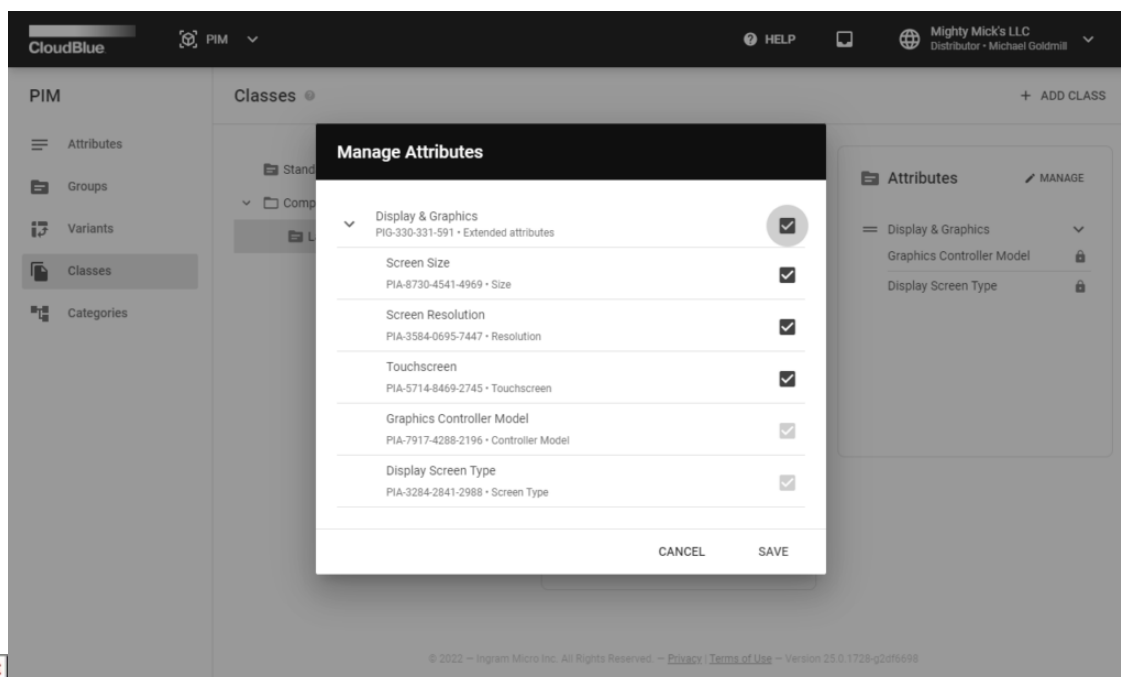 CloudBlue
PIM
HELP
Mighty Mick's LLC
Distributor • Michael Goldmill
PIM
Classes
+ ADD CLASS
Attributes
Groups
Variants
Classes
Categories
Stand
Comp
L
Manage Attributes
Display & Graphics
PIG-330-331-591 • Extended attributes
Screen Size
PIA-8730-4541-4969 • Size
Screen Resolution
PIA-3584-0695-7447 • Resolution
Touchscreen
PIA-5714-8469-2745 • Touchscreen
Graphics Controller Model
PIA-7917-4288-2196 • Controller Model
Display Screen Type
PIA-3284-2841-2988 • Screen Type
CANCEL SAVE
Attributes
MANAGE
Display & Graphics
Graphics Controller Model
Display Screen Type
© 2022 — Ingram Micro Inc. All Rights Reserved. — Privacy | Terms of Use — Version 25.0.1728-g2df6698